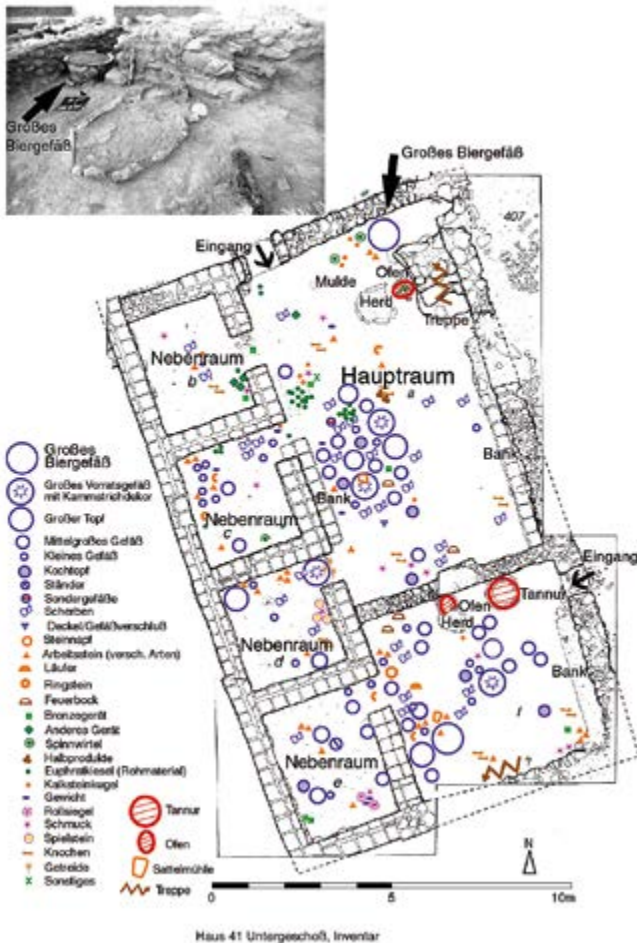 Großes
Biergefäß
Großes Biergefäß
407
Eingang
Mulde
Ofen
Herd
Treppe
Nebenraum
b
Hauptraum
a
Bank
Nebenraum
c
Bank
Eingang
Tannur
Ofen
Herd
Nebenraum
d
Bank
f
Nebenraum
e
Großes
Biergefäß
Großes Vorratsgefäß
mit Kammstrichdekor
Großer Topf
Mittelgroßes Gefäß
Kleines Gefäß
Kochtopf
Ständer
Sondergefäße
Scherben
Deckel/Gefäßverschluß
Steinnapf
Arbeitsstein (versch. Arten)
Läufer
Ringstein
Feuerbock
Bronzegerät
Anderes Gerät
Spinnwirtel
Halbprodukte
Euphratkiesel (Rohmaterial)
Kalksteinkugel
Gewicht
Rollsiegel
Schmuck
Spielstein
Knochen
Getreide
Sonstiges
Tannur
Ofen
Sattelmühle
Treppe
N
0 5 10m
Haus 41 Untergeschoß, Inventar